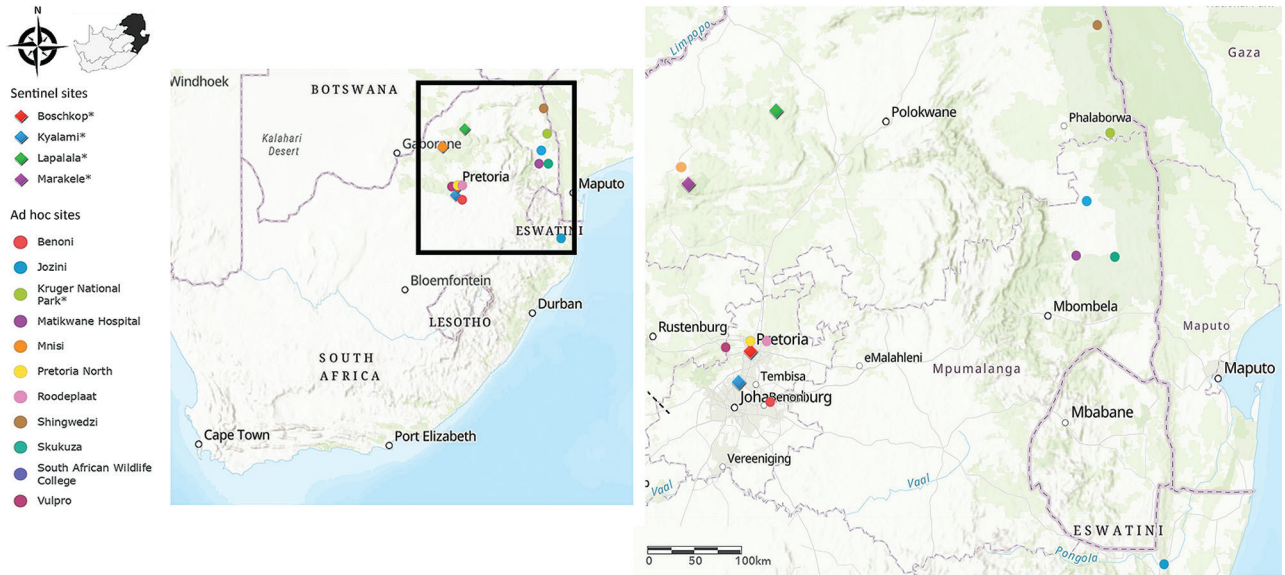 N
Sentinel sites
Boschkop*
Kyalami*
Lapalala*
Marakele*
Ad hoc sites
Benoni
Jozini
Kruger National
Park*
Matikwane Hospital
Mnisi
Pretoria North
Roodeplaat
Shingwedzi
Skukuza
South African Wildlife
College
Vulpro
Windhoek
BOTSWANA
Kalahari
Desert
Gaborone
Pretoria
Maputo
ESWATINI
Bloemfontein
Durban
LESOTHO
SOUTH
AFRICA
Cape Town
Port Elizabeth
Limpopo
Gaza
Polokwane
Phalaborwa
Mbombela
Rustenburg
Pretoria
Maputo
eMalahleni
Mpumalanga
Maputo
Tembisa
Benoni
Mbabane
Vereeniging
Vaal
Vaal
ESWATINI
Pongola
0 50 100km